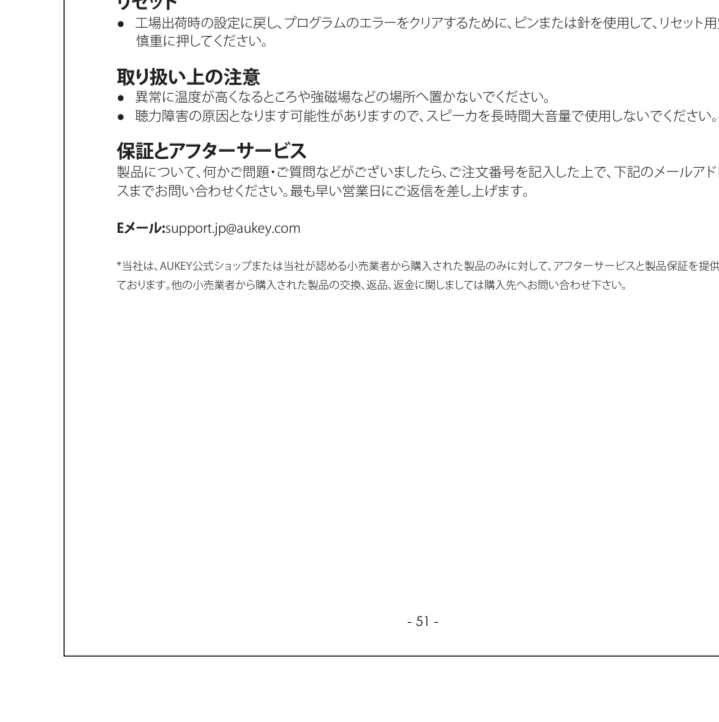 リセット
● 工場出荷時の設定に戻し、プログラムのエラーをクリアするために、ピンまたは針を使用して、リセット用
慎重に押してください。
取り扱い上の注意
● 異常に温度が高くなるところや強磁場などの場所へ置かないでください。
● 聴力障害の原因となります可能性がありますので、スピーカを長時間大音量で使用しないでください。
保証とアフターサービス
製品について、何かご問題・ご質問などがございましたら、ご注文番号を記入した上で、下記のメールアド
スまでお問い合わせください。最も早い営業日にご返信を差し上げます。
Eメール:support.jp@aukey.com
*当社は、AUKEY公式ショップまたは当社が認める小売業者から購入された製品のみに対して、アフターサービスと製品保証を提供
ております。他の小売業者から購入された製品の交換、返品、返金に関しましては購入先へお問い合わせ下さい。
- 51 -